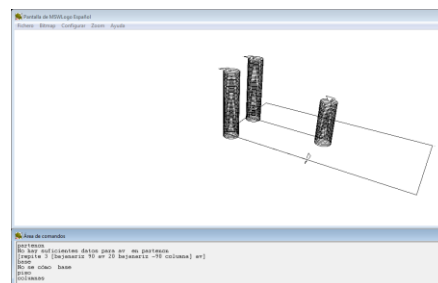 Pantalla de MSWLogo Español
Fichero Bitmap Configurar Zoom Ayuda
Área de comandos
partenon
No hay suficientes datos para av en partenon
[repite 3 [bajanariz 90 av 20 bajanariz -90 columna] av]
base
No se cómo base
piso
columnas